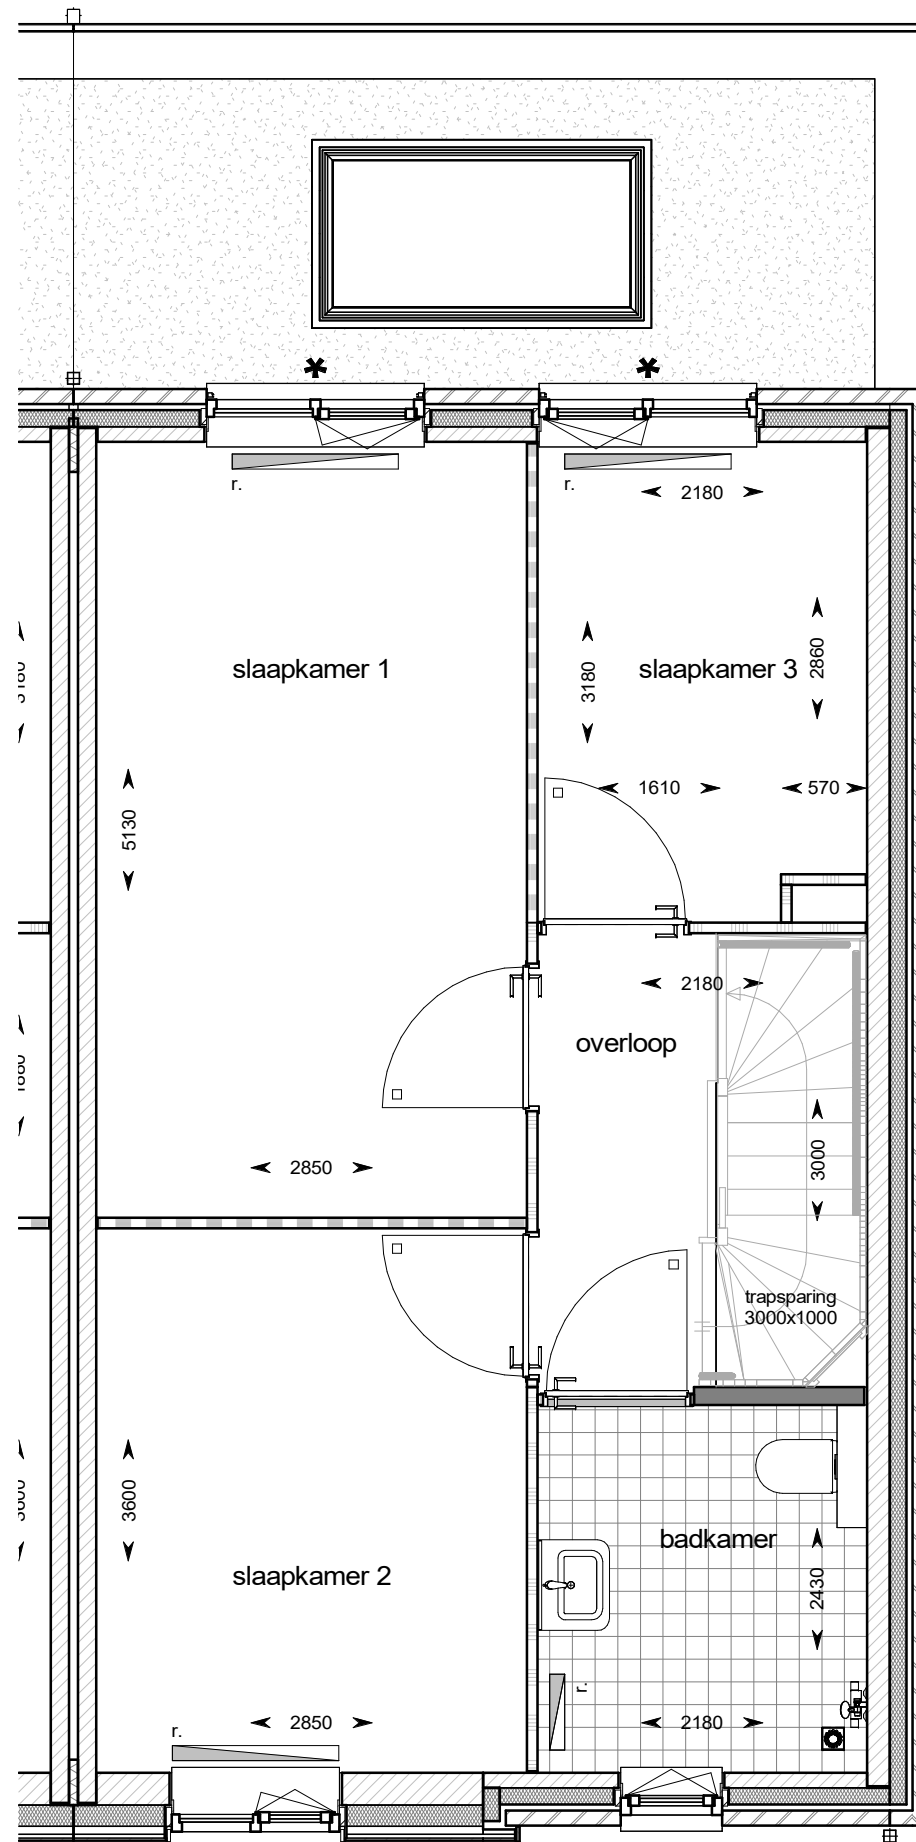 r.
r.
2180
slaapkamer 1
3180
slaapkamer 3
2860
5130
1610
570
2180
overloop
3000
2850
trapsparing
3000x1000
3600
badkamer
slaapkamer 2
2430
r.
r.
2850
2180